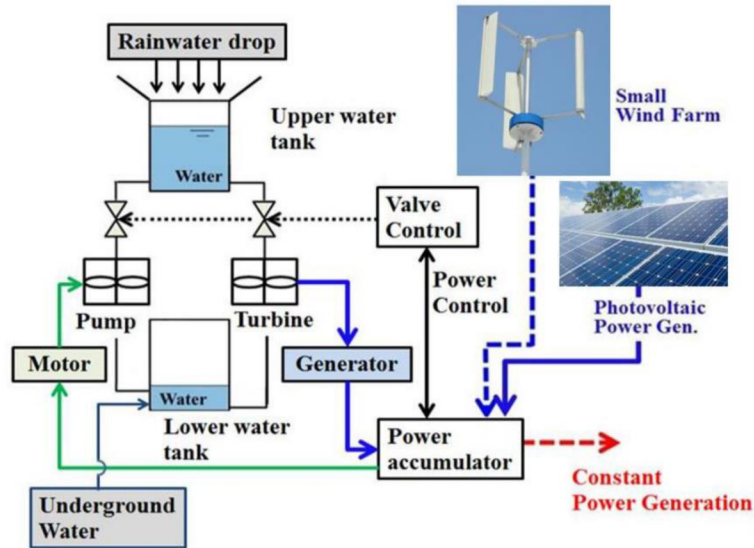 Rainwater drop
Upper water
tank
Water
Small
Wind Farm
Valve
Control
Photovoltaic
Power Gen.
Pump
Turbine
Power
Control
Motor
Generator
Water
Lower water
tank
Power
accumulator
Constant
Power Generation
Underground
Water